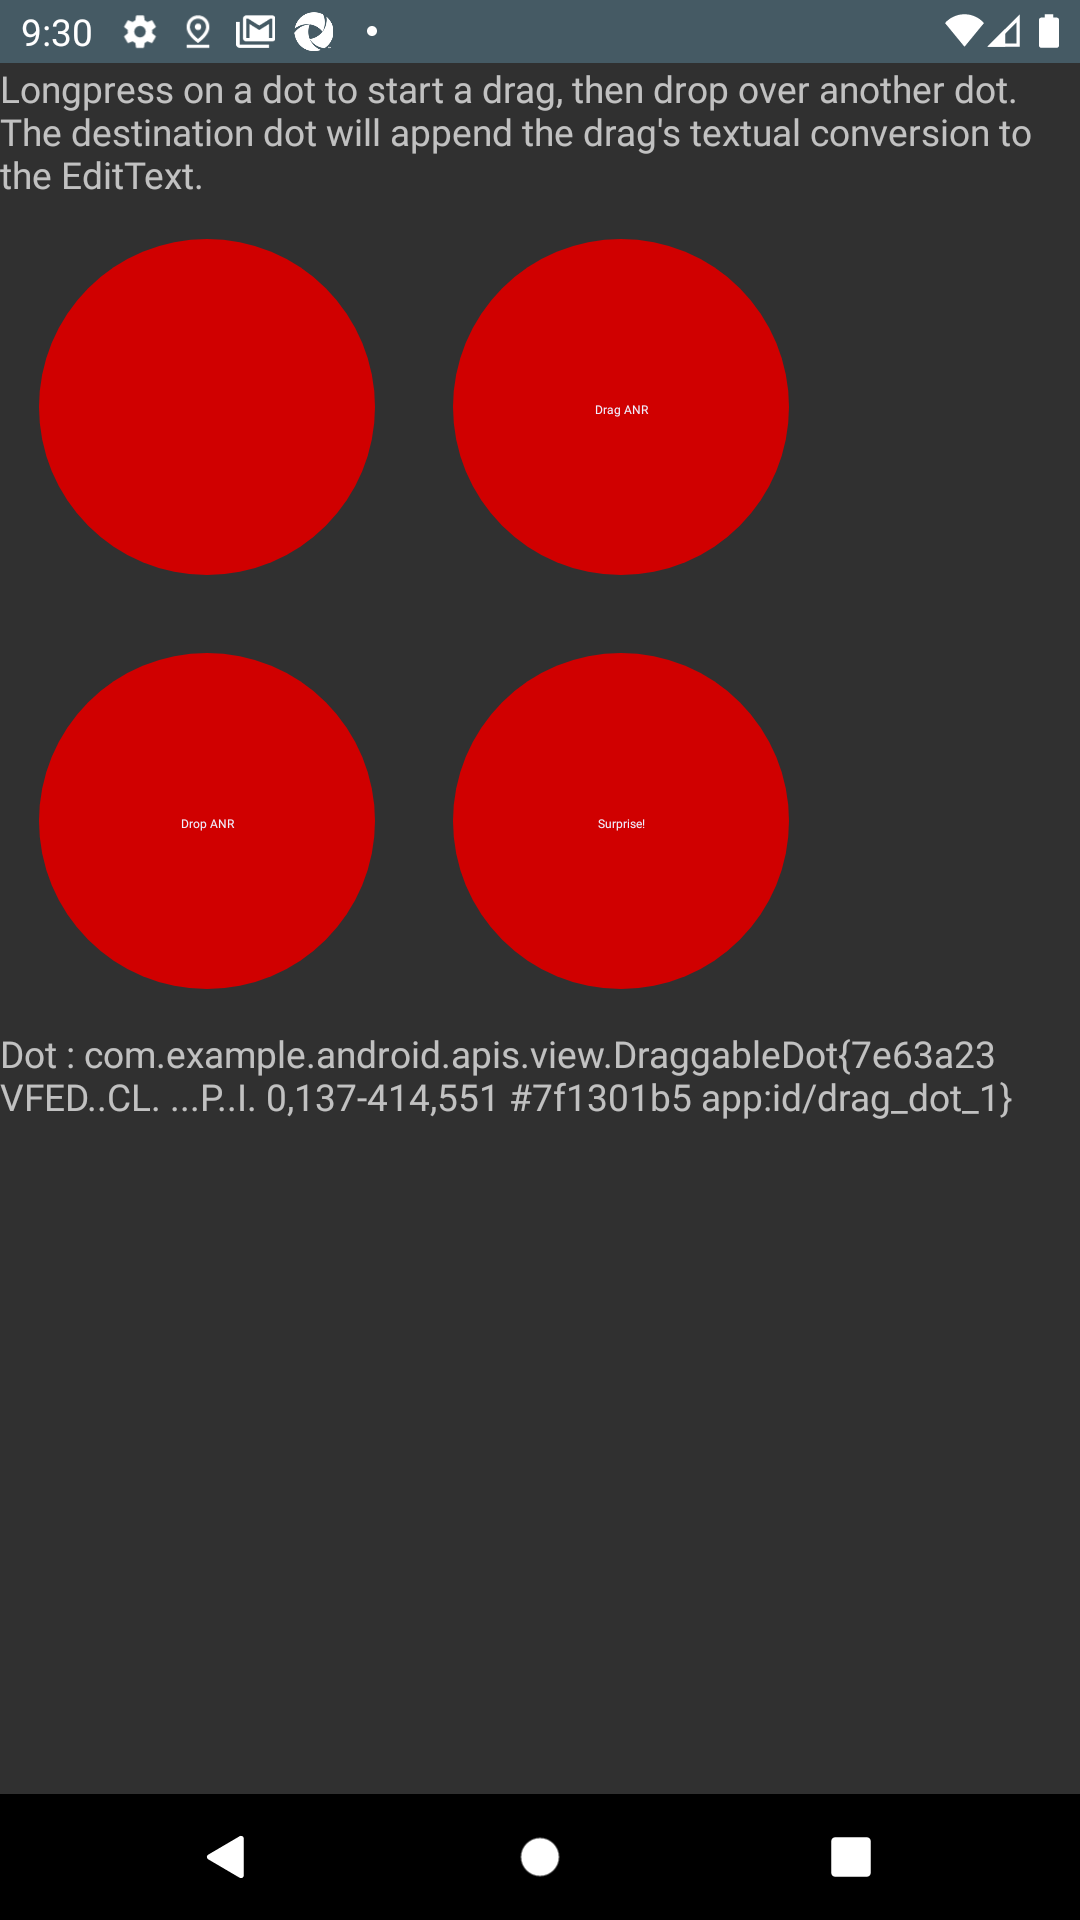 9:30
Longpress on a dot to start a drag, then drop over another dot.
The destination dot will append the drag's textual conversion to
the EditText.
Drag ANR
Drop ANR
Surprise!
Dot : com.example.android.apis.view.DraggableDot{7e63a23
VFED..CL. ...P..I. 0,137-414,551 #7f1301b5 app:id/drag_dot_1}